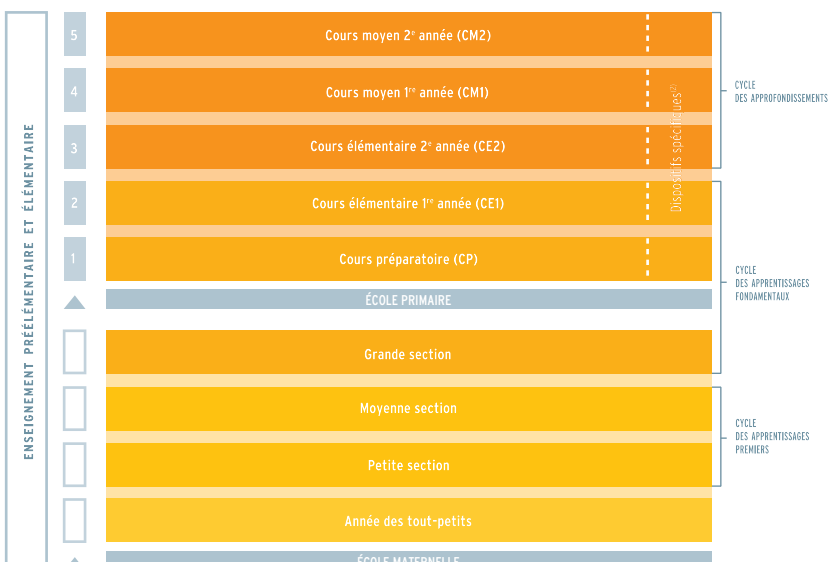 ENSEIGNEMENT PRÉÉLÉMENTAIRE ET ÉLÉMENTAIRE
5
Cours moyen 2e année (CM2)
4
Cours moyen 1re année (CM1)
CYCLE
DES APPROFONDISSEMENTS
Dispositifs spécifiques(2)
3
Cours élémentaire 2e année (CE2)
2
Cours élémentaire 1re année (CE1)
1
Cours préparatoire (CP)
CYCLE
DES APPRENTISSAGES
FONDAMENTAUX
ÉCOLE PRIMAIRE
Grande section
Moyenne section
CYCLE
DES APPRENTISSAGES
PREMIERS
Petite section
Année des tout-petits
ÉCOLE MATERNELLE